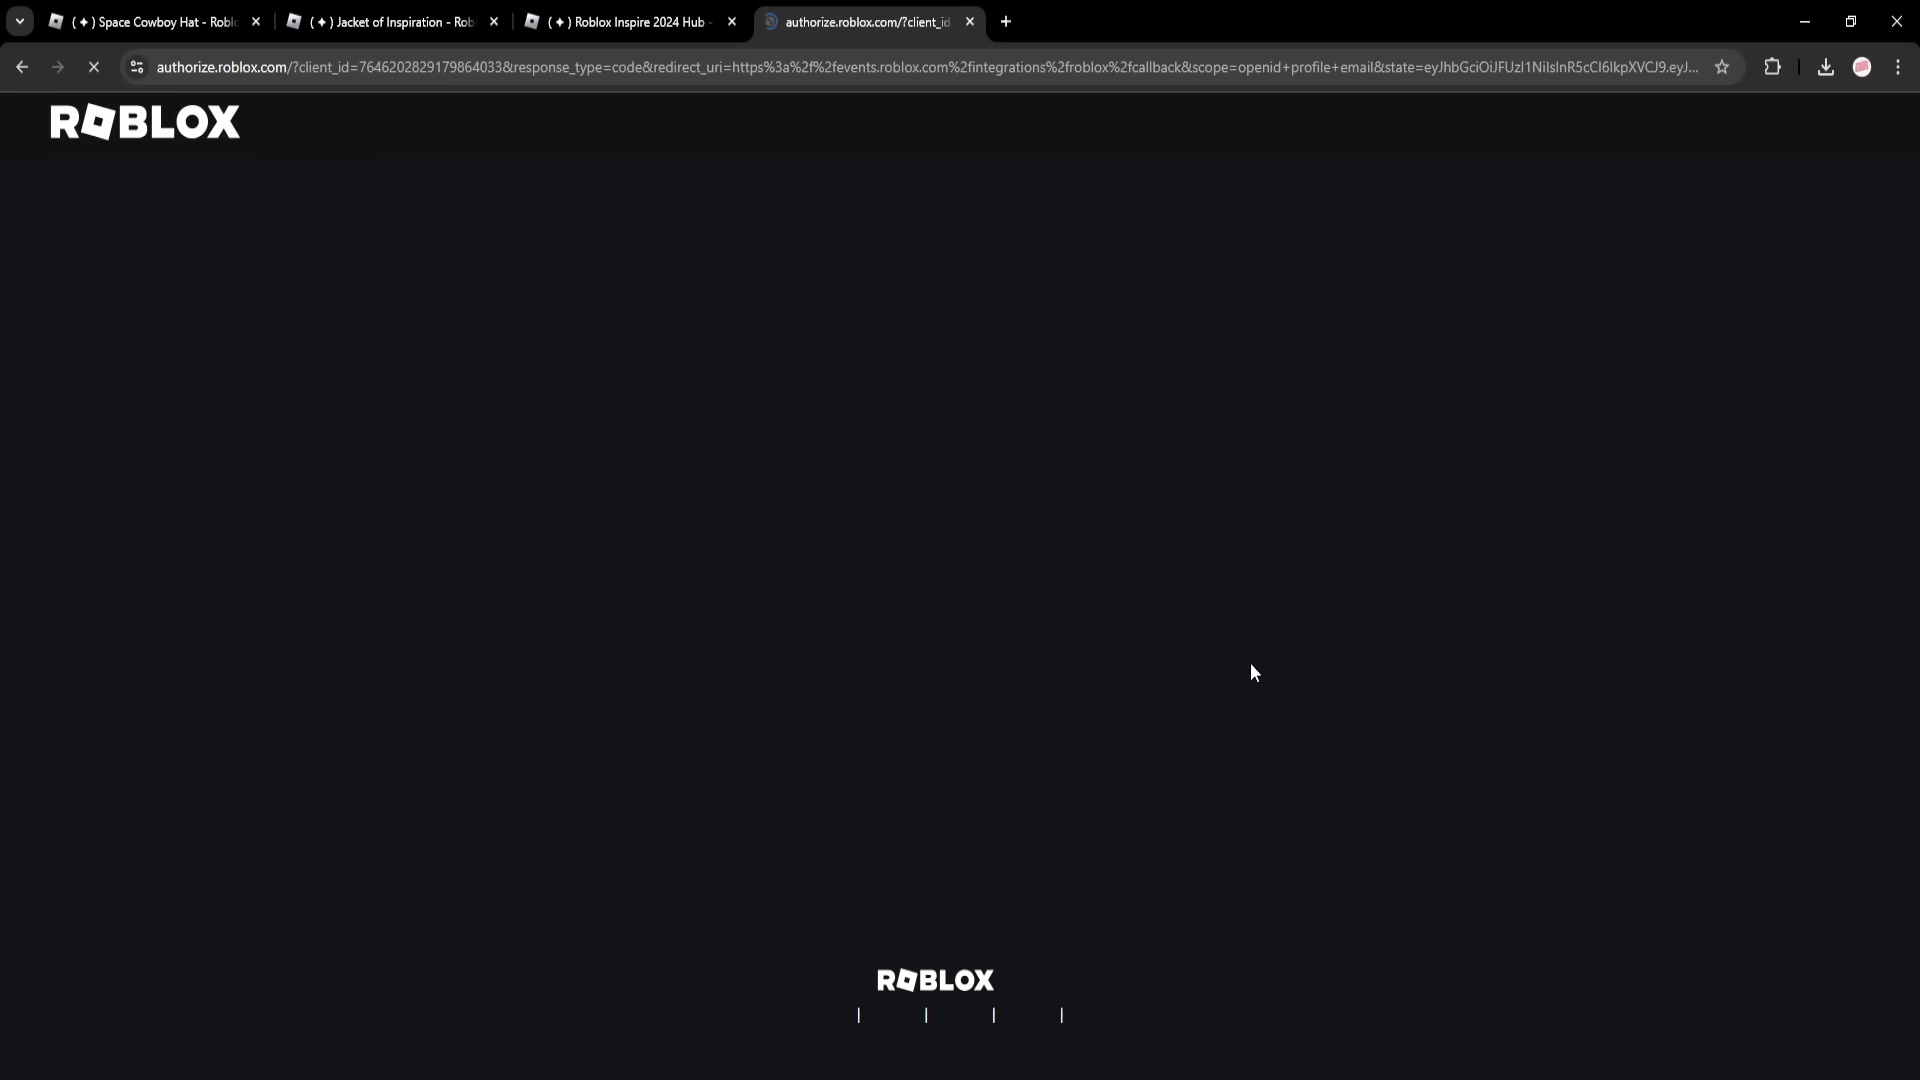 ( ✦ ) Space Cowboy Hat - Roblo
( ✦ ) Jacket of Inspiration - Rob
( ✦ ) Roblox Inspire 2024 Hub -
authorize.roblox.com/?client_id
authorize.roblox.com/?client_id=7646202829179864033&response_type=code&redirect_uri=https%3a%2f%2fevents.roblox.com%2fintegrations%2froblox%2fcallback&scope=openid+profile+email&state=eyJhbGciOiJFUzI1NiIsInR5cCI6IkpXVCJ9.eyJ...
ROBLOX
ROBLOX
| | | |